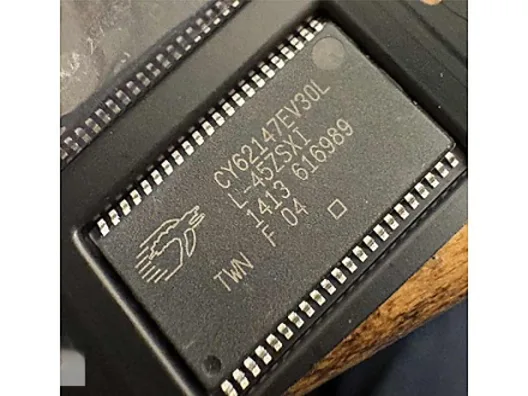 CY62147EV30L
L-45ZSXI
1413 616989
TWN F 04